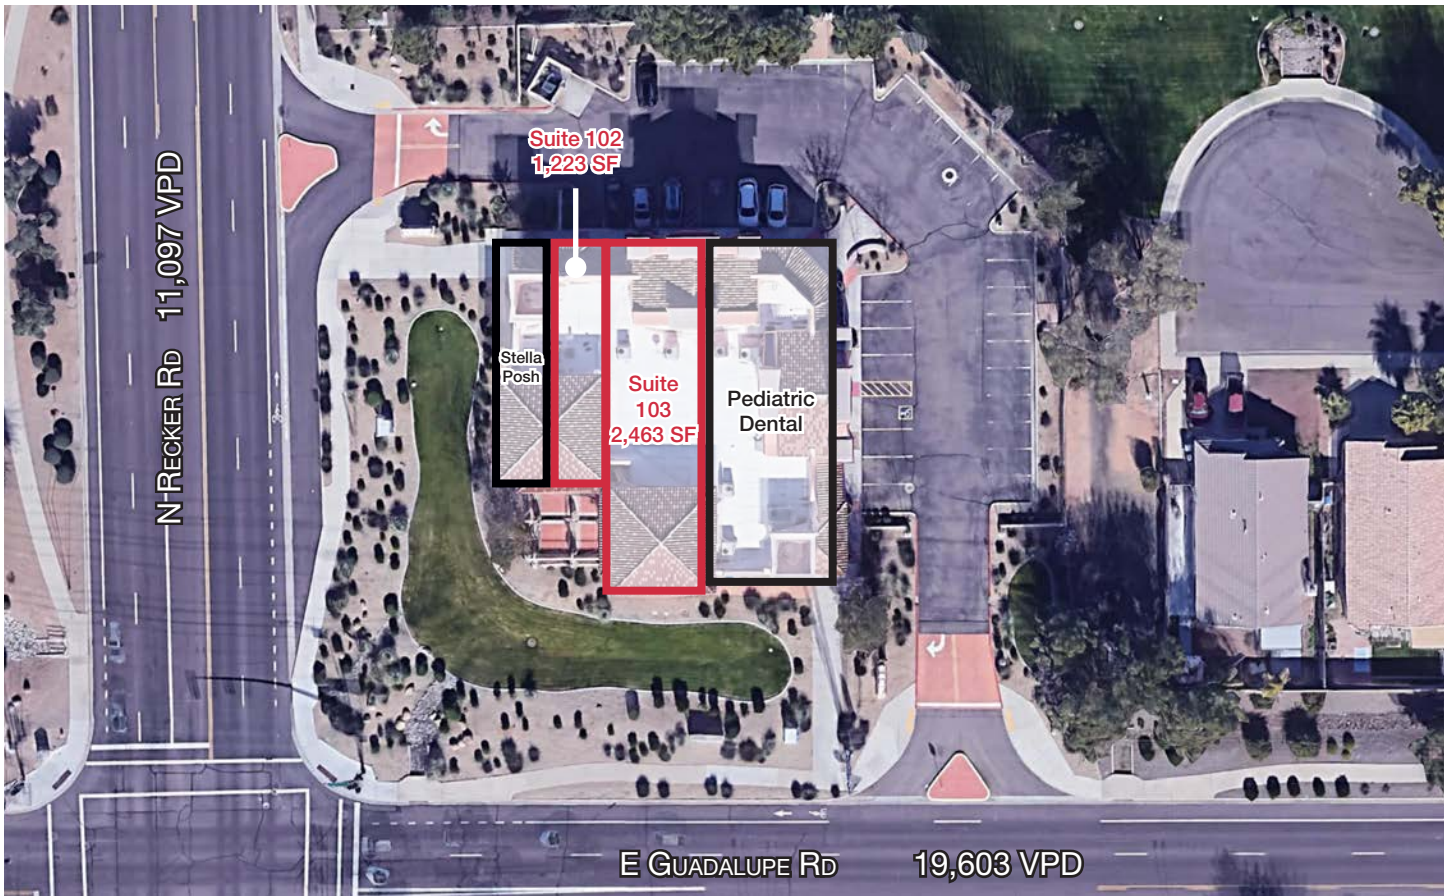 Suite 102
1,223 SF
N Recker Rd 11,097 VPD
Stella
Posh
Suite
103
2,463 SF
Pediatric
Dental
E Guadalupe Rd 19,603 VPD